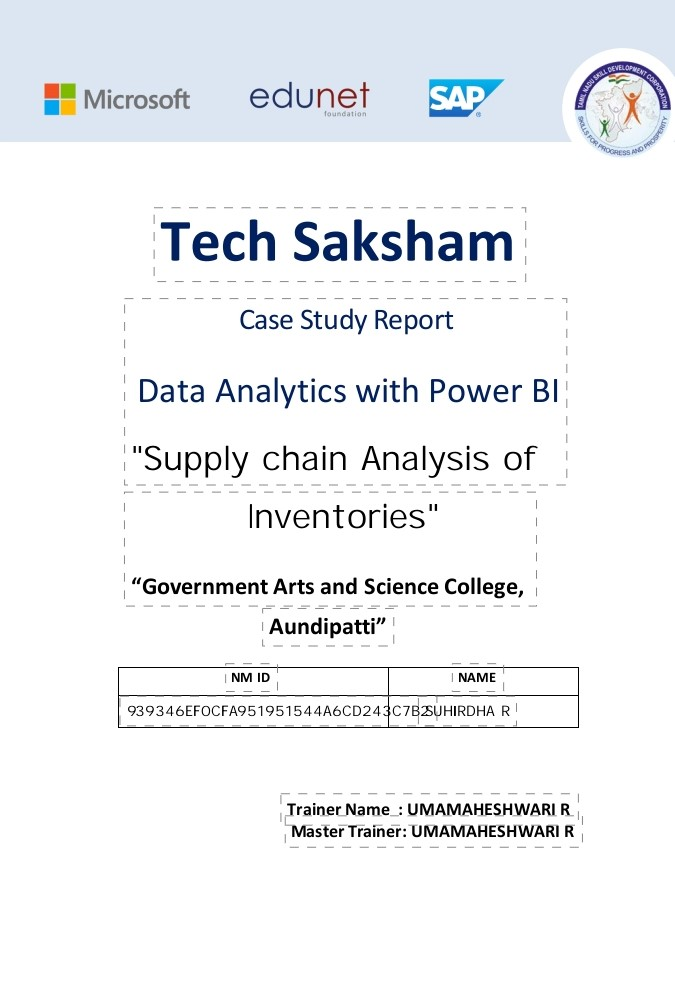 Microsoft
edunet
foundation
SAP
®
TAMIL NADU SKILL DEVELOPMENT CORPORATION
SKILLS FOR PROGRESS AND PROSPERITY
Tech Saksham
Case Study Report
Data Analytics with Power BI
"Supply chain Analysis of
Inventories"
“Government Arts and Science College,
Aundipatti”
NM ID NAME
939346EF0CFA951951544A6CD243C7B2 SUHIRDHA R
Trainer Name : UMAMAHESHWARI R
Master Trainer: UMAMAHESHWARI R